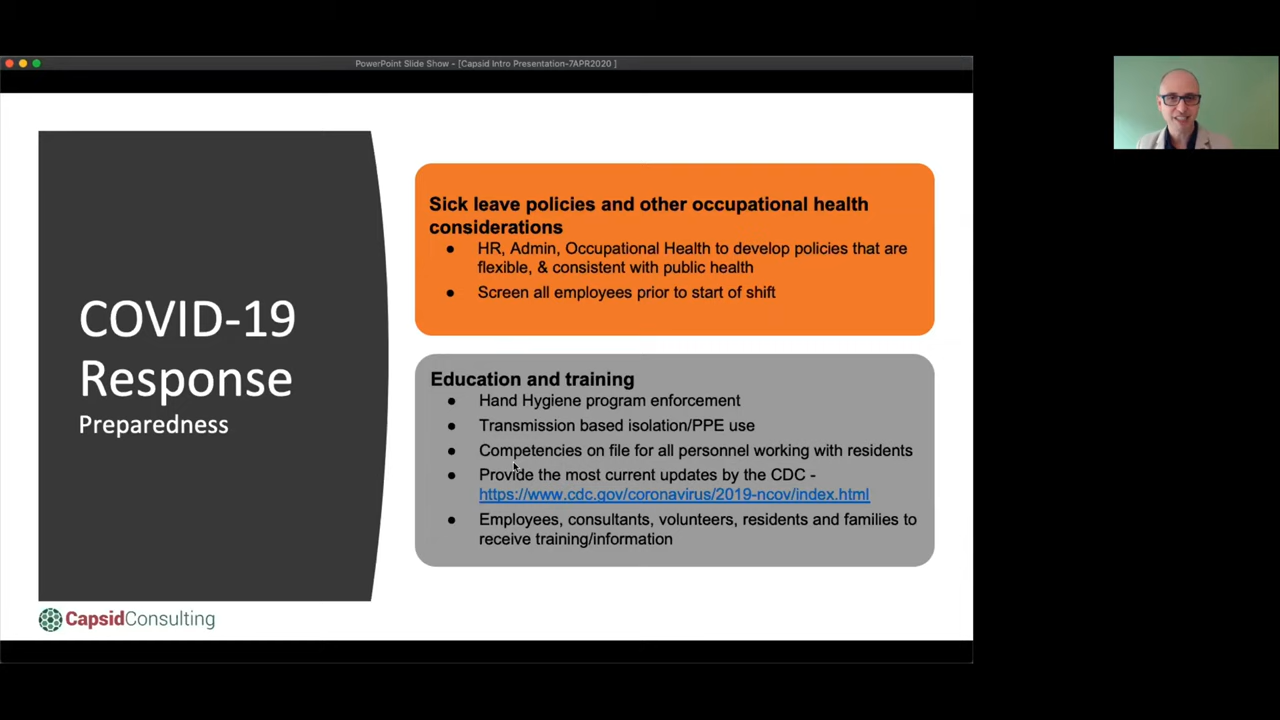 PowerPoint Slide Show - [Capsid Intro Presentation-7APR2020 ]
COVID-19
Response
Preparedness
Sick leave policies and other occupational health
considerations
● HR, Admin, Occupational Health to develop policies that are
flexible, & consistent with public health
● Screen all employees prior to start of shift
Education and training
● Hand Hygiene program enforcement
● Transmission based isolation/PPE use
● Competencies on file for all personnel working with residents
● Provide the most current updates by the CDC -
https://www.cdc.gov/coronavirus/2019-ncov/index.html
● Employees, consultants, volunteers, residents and families to
receive training/information
CapsidConsulting